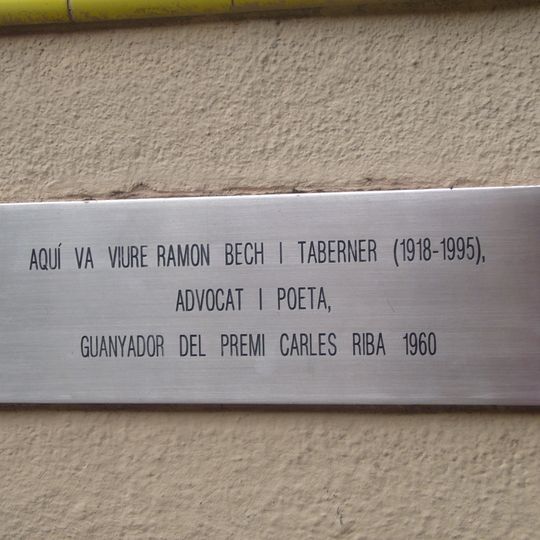 AQUÍ VA VIURE RAMON BECH I TABERNER (1918-1995),
ADVOCAT I POETA,
GUANYADOR DEL PREMI CARLES RIBA 1960